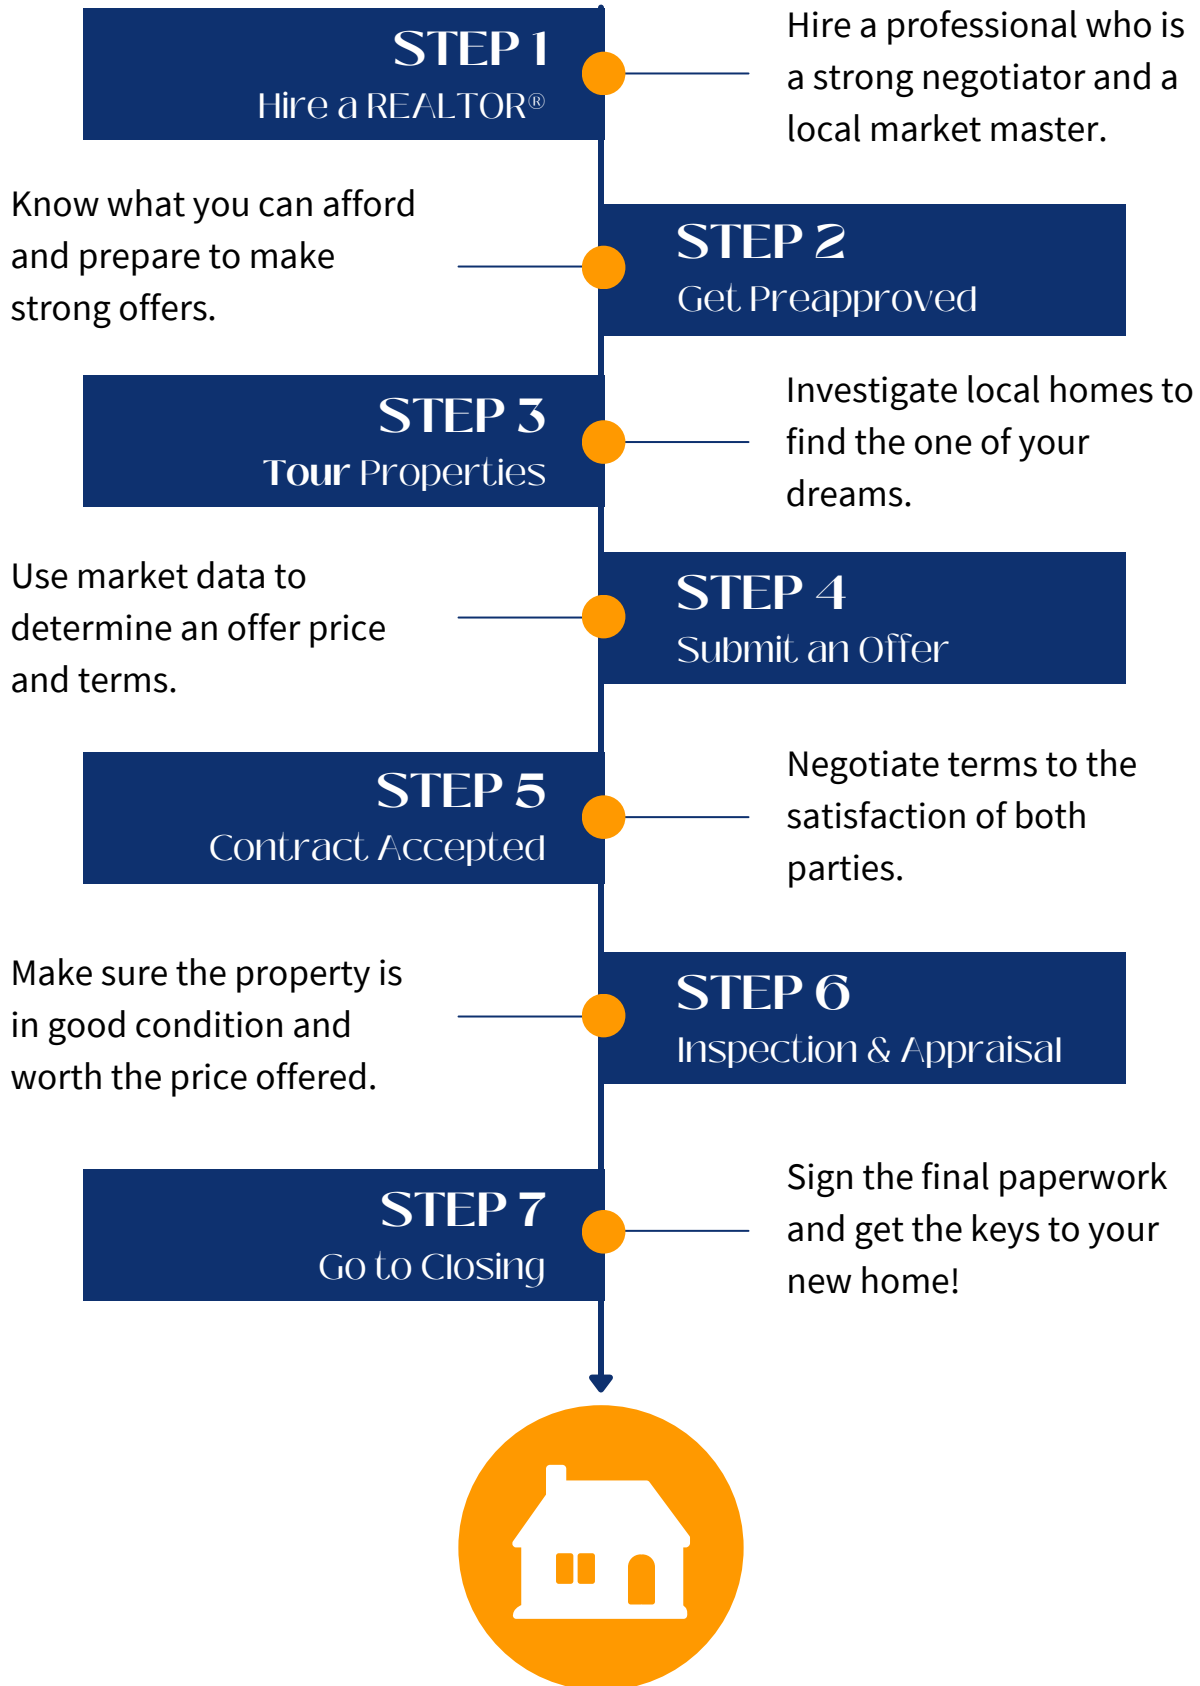 STEP 1
Hire a REALTOR®
Hire a professional who is
a strong negotiator and a
local market master.
Know what you can afford
and prepare to make
strong offers.
STEP 2
Get Preapproved
STEP 3
Tour Properties
Investigate local homes to
find the one of your
dreams.
Use market data to
determine an offer price
and terms.
STEP 4
Submit an Offer
STEP 5
Contract Accepted
Negotiate terms to the
satisfaction of both
parties.
Make sure the property is
in good condition and
worth the price offered.
STEP 6
Inspection & Appraisal
STEP 7
Go to Closing
Sign the final paperwork
and get the keys to your
new home!